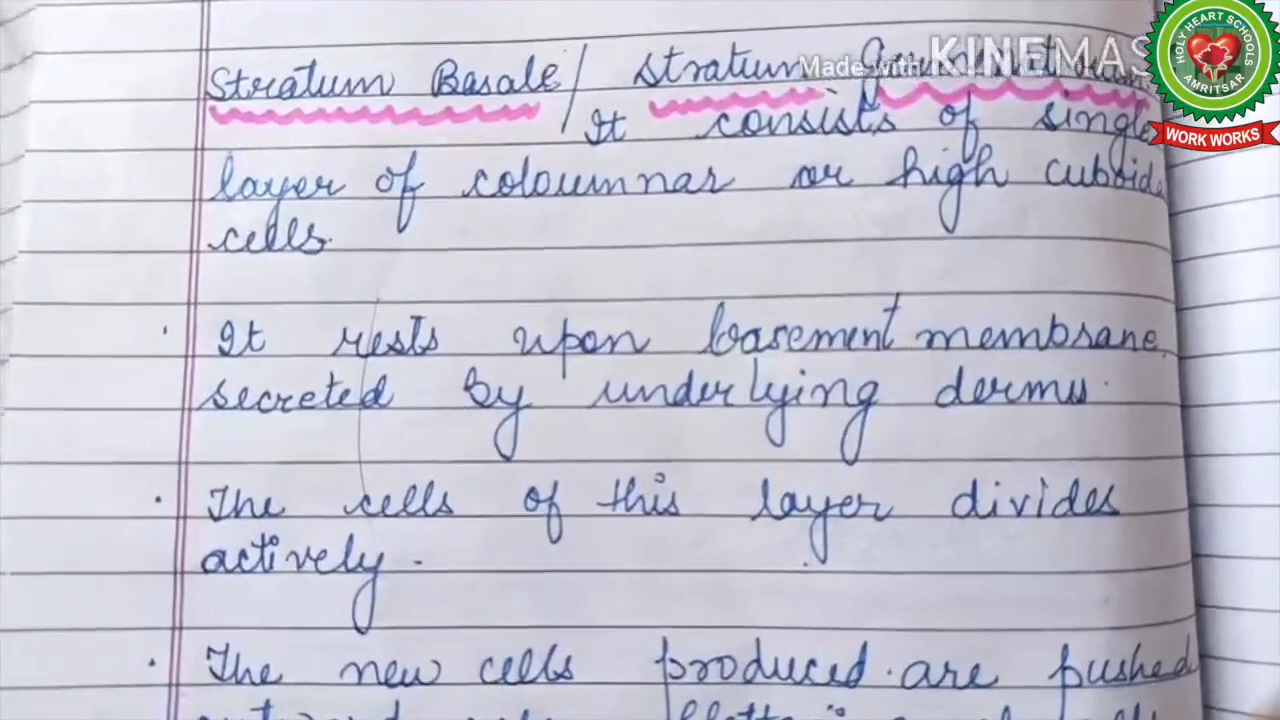 Stratum Basale / Stratum
Made with KINEMAS
HOLY HEART SCHOOLS
AMRITSAR
WORK WORKS
It consists of single
layer of coloumnar or high cuboid
cells.
It rests upon basement membrane
secreted by underlying dermis.
The cells of this layer divides
actively.
The new cells produced are pushed